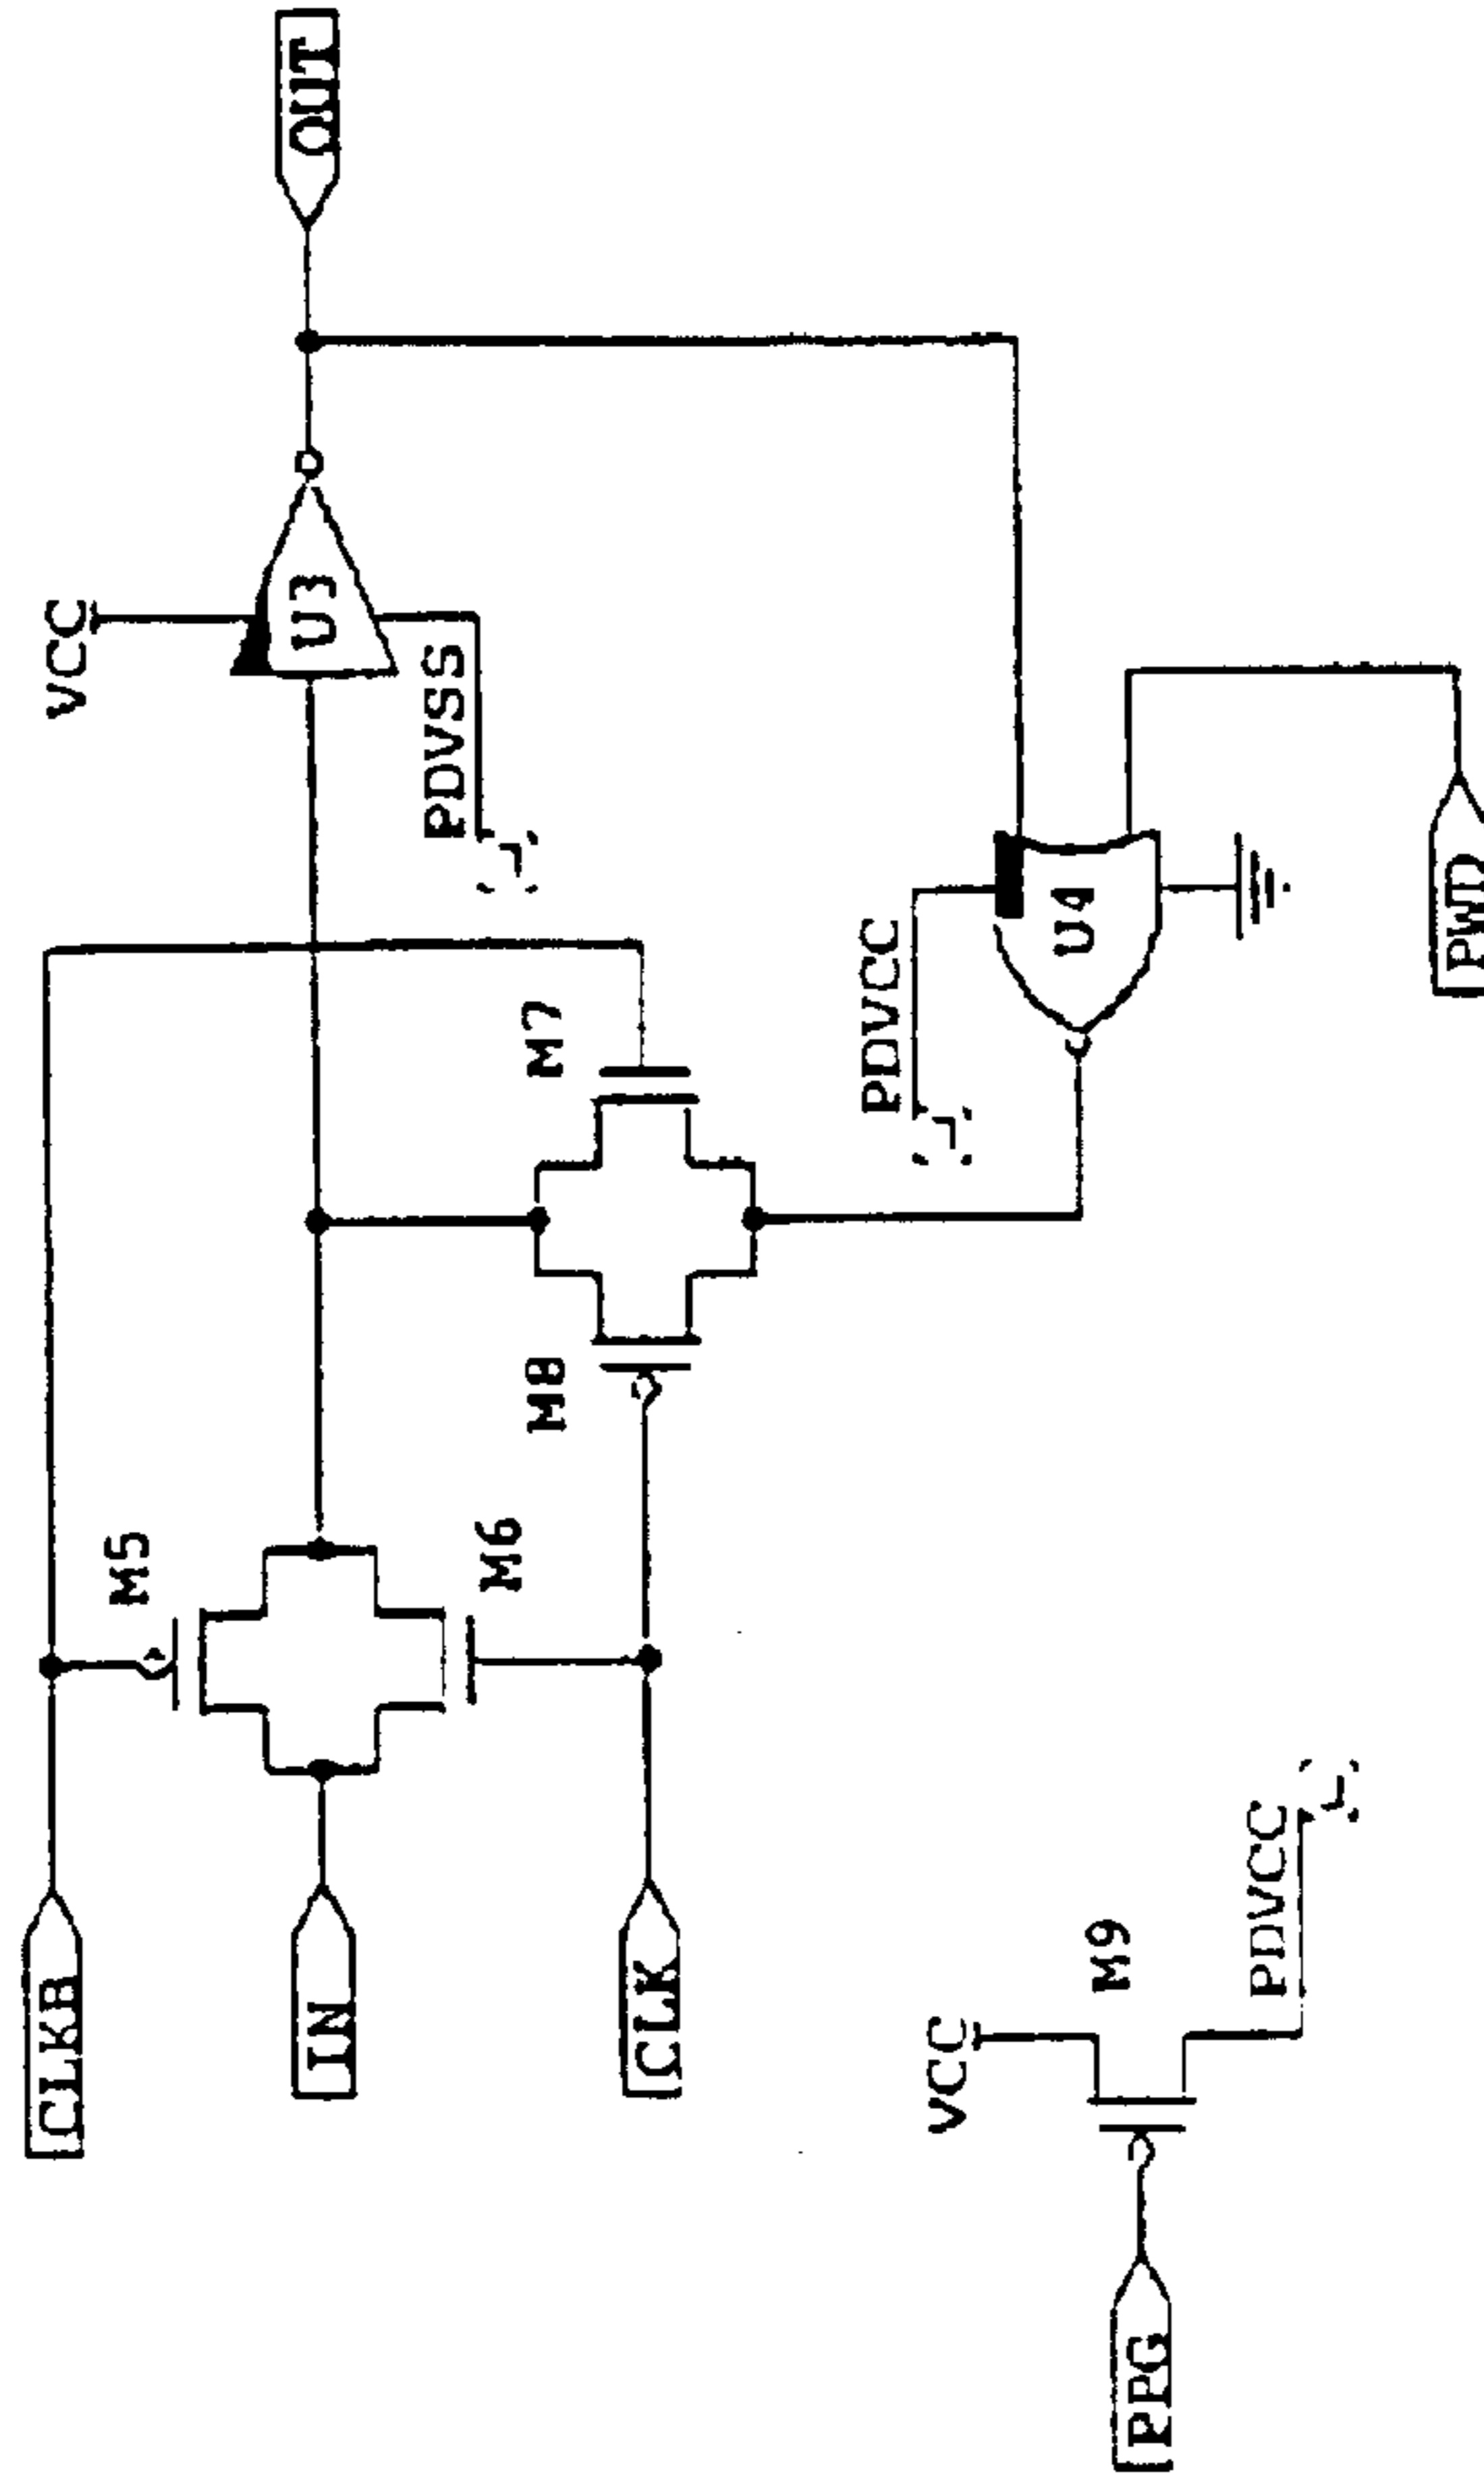 CLKB
M5
VCC
U3
OUT
IN
M6
PDVSS
M8
M7
CLK
PDVCC
U4
VCC
M9
PPG
PDVCC
PWD